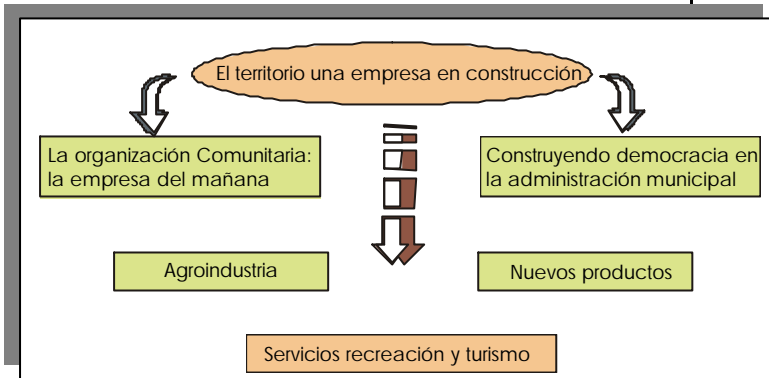 El territorio una empresa en construcción
La organización Comunitaria:
la empresa del mañana
Construyendo democracia en
la administración municipal
Agroindustria
Nuevos productos
Servicios recreación y turismo